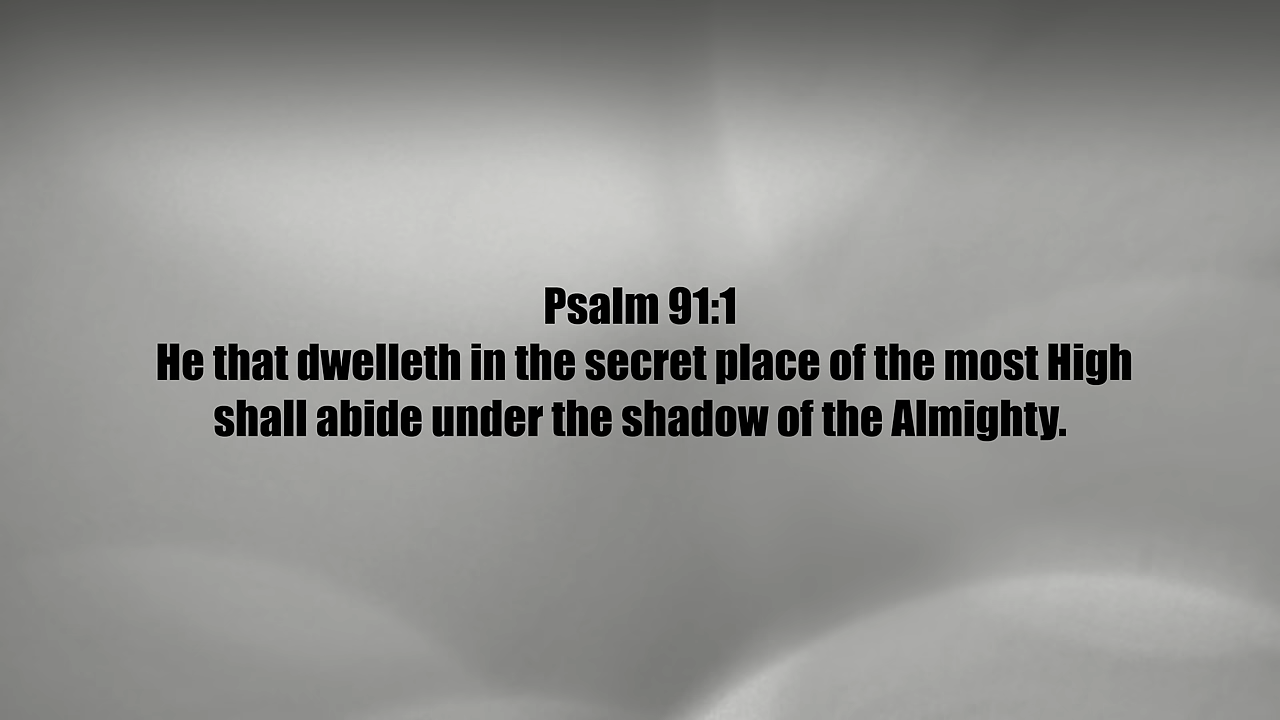 Psalm 91:1
He that dwelleth in the secret place of the most High
shall abide under the shadow of the Almighty.